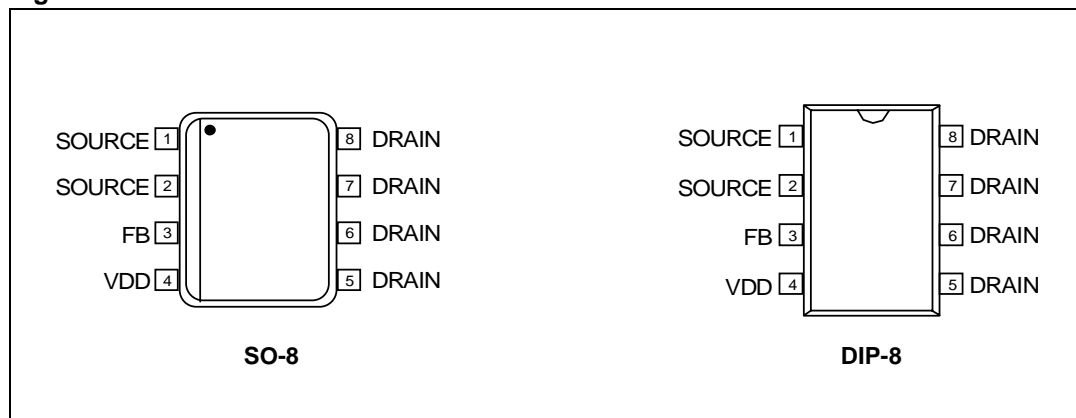 SOURCE 1 8 DRAIN
SOURCE 2 7 DRAIN
FB 3 6 DRAIN
VDD 4 5 DRAIN
SO-8
SOURCE 1 8 DRAIN
SOURCE 2 7 DRAIN
FB 3 6 DRAIN
VDD 4 5 DRAIN
DIP-8